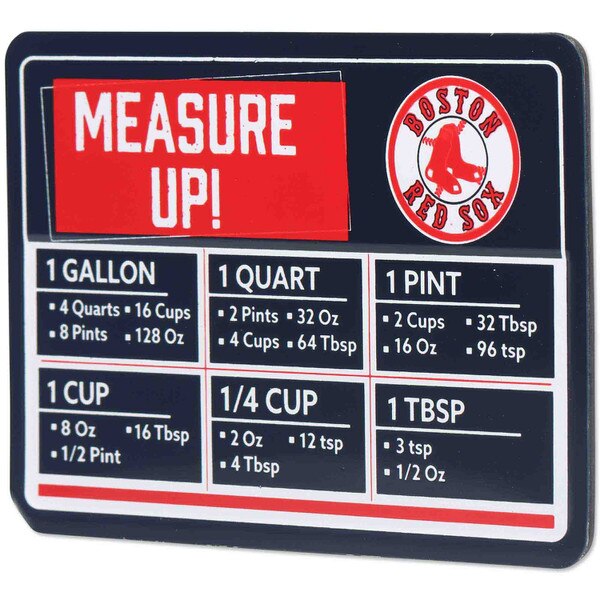 MEASURE
UP!
BOSTON
RED SOX
1 GALLON
▪ 4 Quarts ▪ 16 Cups
▪ 8 Pints ▪ 128 Oz
1 QUART
▪ 2 Pints ▪ 32 Oz
▪ 4 Cups ▪ 64 Tbsp
1 PINT
▪ 2 Cups ▪ 32 Tbsp
▪ 16 Oz ▪ 96 tsp
1 CUP
▪ 8 Oz ▪ 16 Tbsp
▪ 1/2 Pint
1/4 CUP
▪ 2 Oz ▪ 12 tsp
▪ 4 Tbsp
1 TBSP
▪ 3 tsp
▪ 1/2 Oz